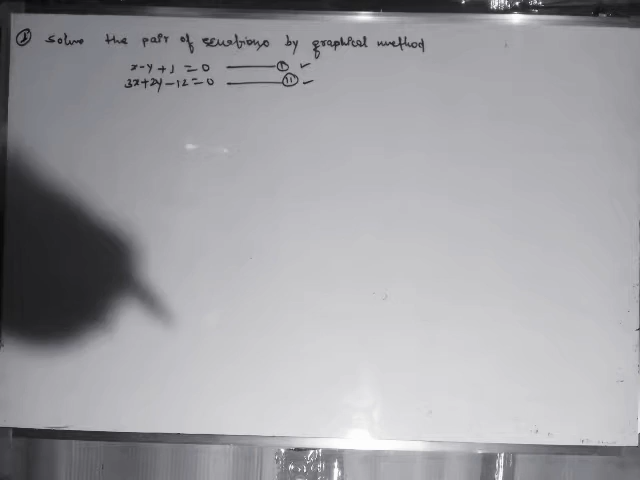 ① Solve the pair of equations by graphical method
x-y+1=0 —— ⓘ ✓
3x+2y-12=0 —— ⓘⓘ ✓